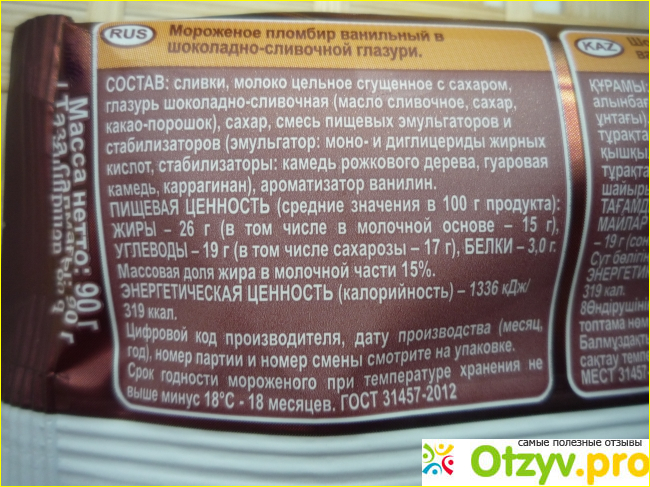 RUS
Мороженое пломбир ванильный в
шоколадно-сливочной глазури.
СОСТАВ: сливки, молоко цельное сгущенное с сахаром,
глазурь шоколадно-сливочная (масло сливочное, сахар,
какао-порошок), сахар, смесь пищевых эмульгаторов и
стабилизаторов (эмульгатор: моно- и диглицериды жирных
кислот, стабилизаторы: камедь рожкового дерева, гуаровая
камедь, каррагинан), ароматизатор ванилин.
ПИЩЕВАЯ ЦЕННОСТЬ (средние значения в 100 г продукта):
ЖИРЫ – 26 г (в том числе в молочной основе – 15 г),
УГЛЕВОДЫ – 19 г (в том числе сахарозы – 17 г), БЕЛКИ – 3,0 г.
Массовая доля жира в молочной части 15%.
ЭНЕРГЕТИЧЕСКАЯ ЦЕННОСТЬ (калорийность) – 1336 кДж/
319 ккал.
Цифровой код производителя, дату производства (месяц,
год), номер партии и номер смены смотрите на упаковке.
Срок годности мороженого при температуре хранения не
выше минус 18°С - 18 месяцев. ГОСТ 31457-2012
Масса нетто: 90 г
KAZ
ҚҰРАМЫ:
319 ккал.
МЕСТ 31457
самые полезные отзывы
Otzyv.pro